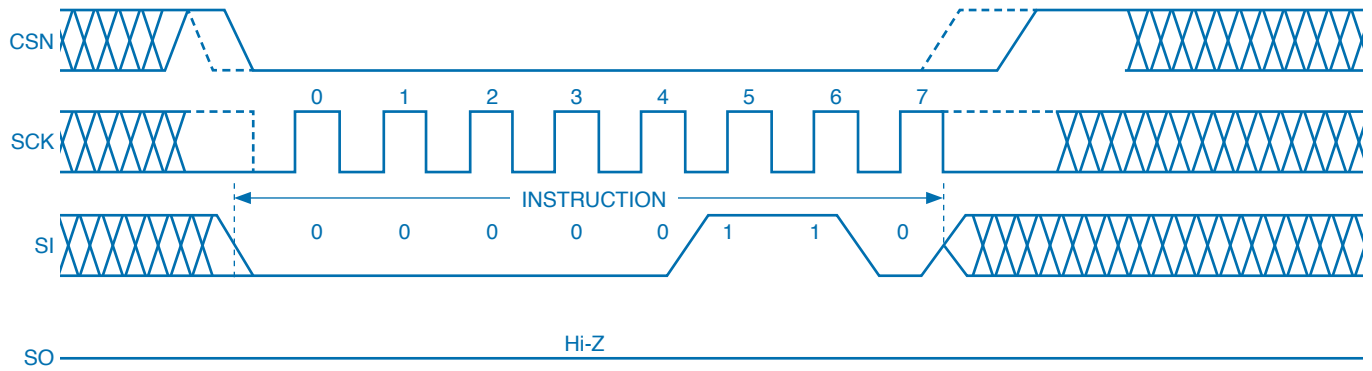 CSN
0 1 2 3 4 5 6 7
SCK
INSTRUCTION
0 0 0 0 0 1 1 0
SI
Hi-Z
SO